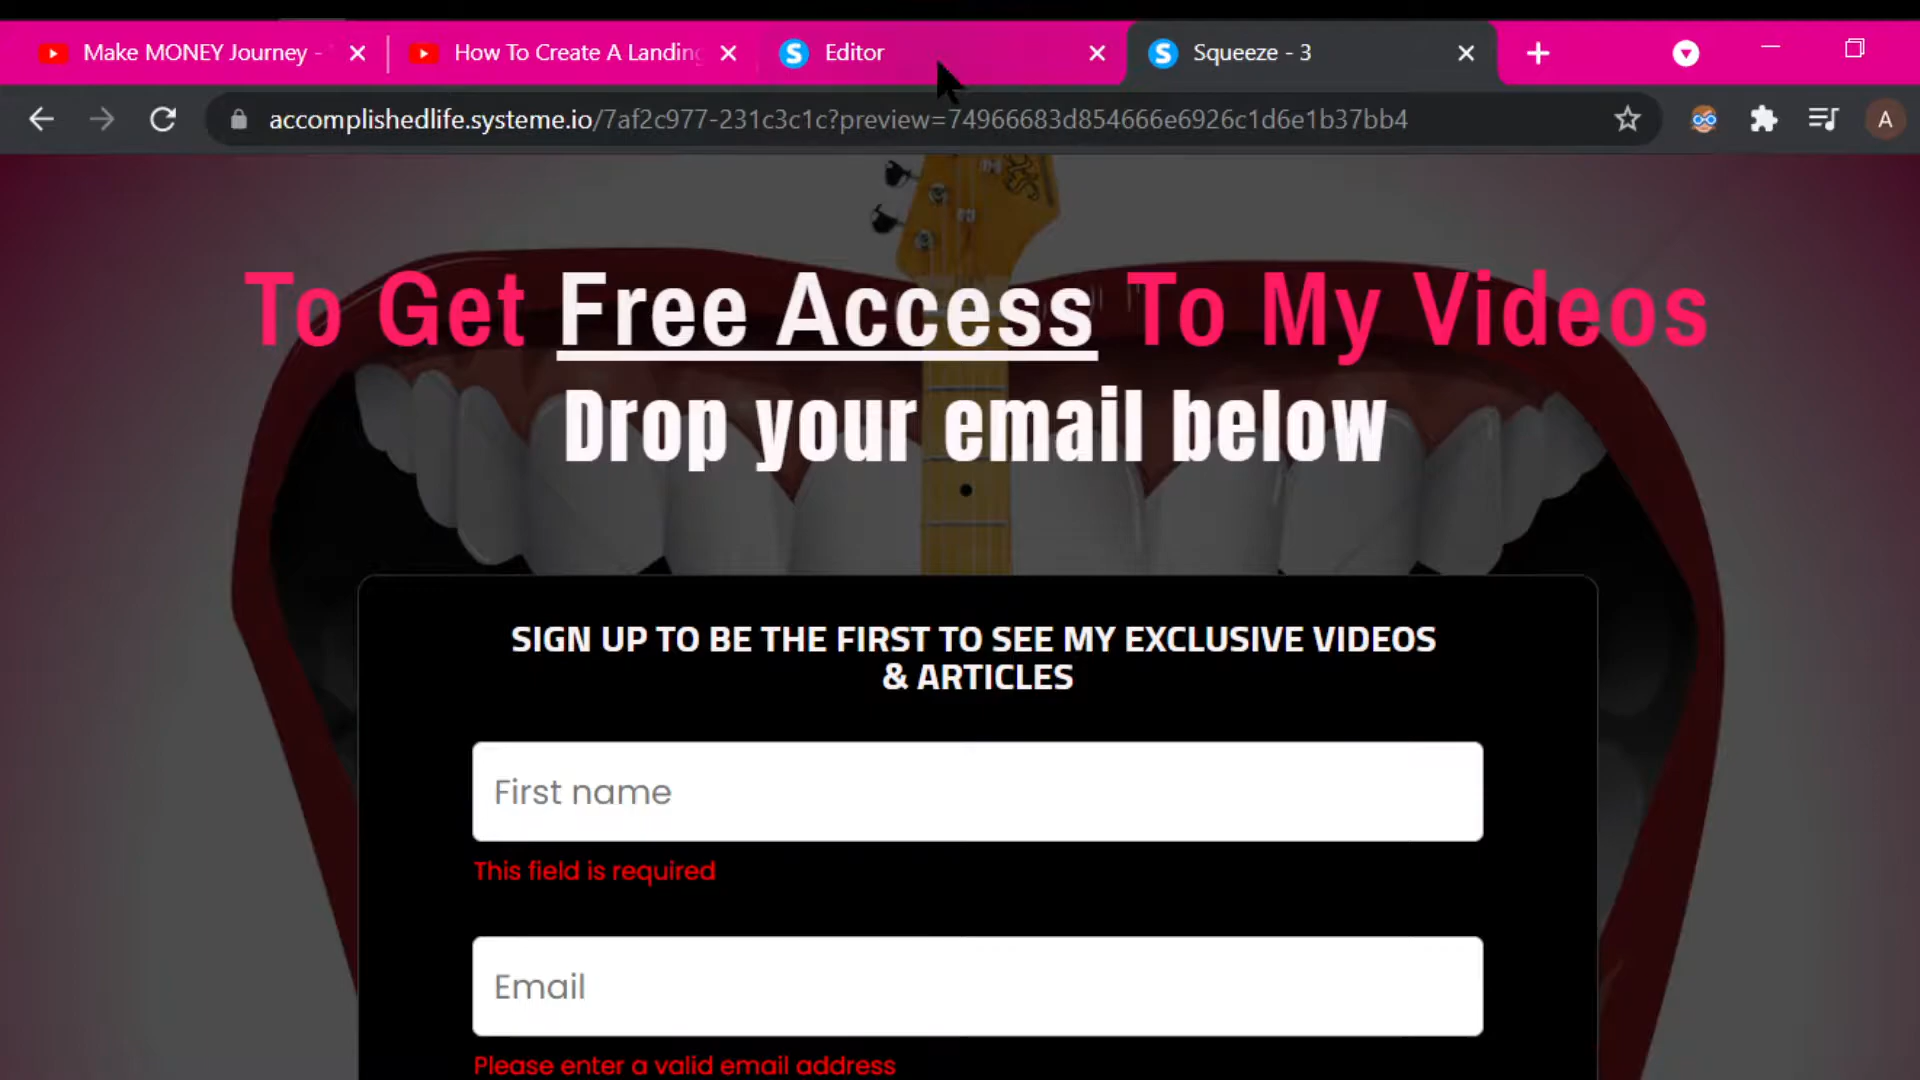 Make MONEY Journey -
How To Create A Landing
Editor
Squeeze - 3
accomplishedlife.systeme.io/7af2c977-231c3c1c?preview=74966683d854666e6926c1d6e1b37bb4
A
To Get Free Access To My Videos
Drop your email below
SIGN UP TO BE THE FIRST TO SEE MY EXCLUSIVE VIDEOS
& ARTICLES
First name
This field is required
Email
Please enter a valid email address